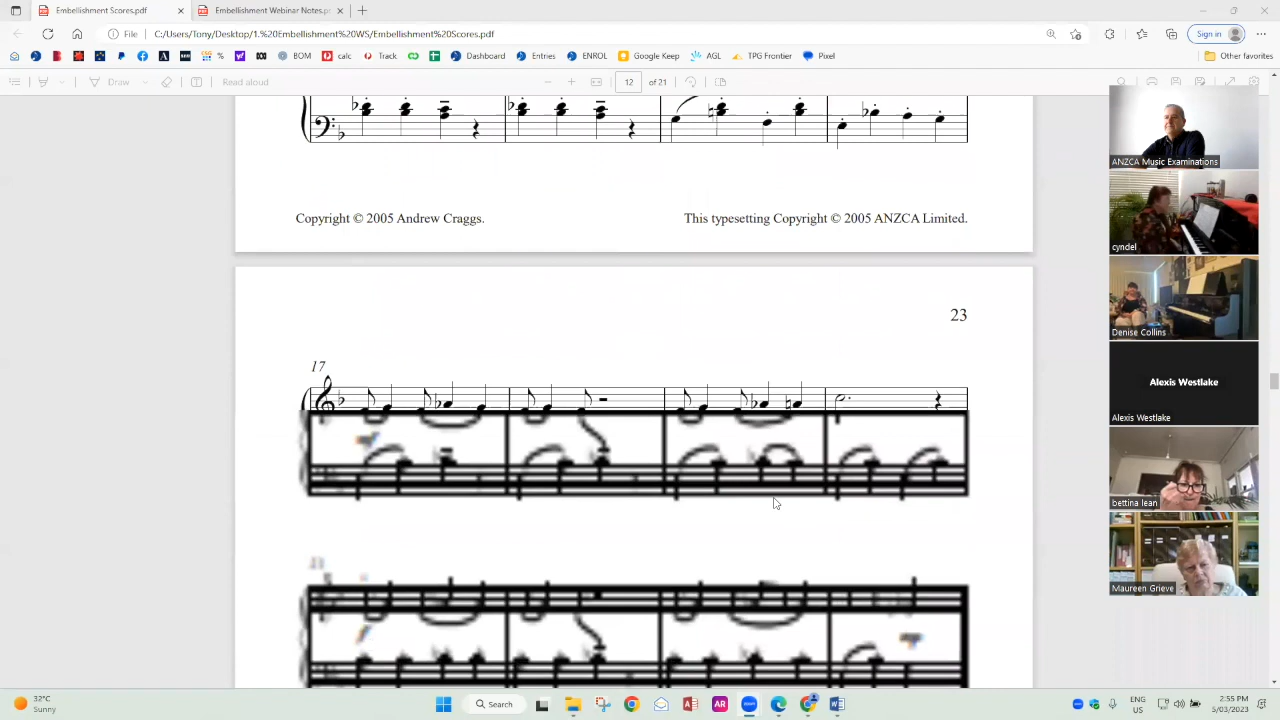 Embellishment Scores.pdf
Embellishment Webinar Notes.p
File C:/Users/Tony/Desktop/1.%20Embellishment%20WS/Embellishment%20Scores.pdf
Sign in
% ABC BOM calc Track Dashboard Entries ENROL Google Keep AGL TPG Frontier Pixel Other favorites
Draw Read aloud 12 of 21
Copyright © 2005 Andrew Craggs. This typesetting Copyright © 2005 ANZCA Limited.
23
17
ANZCA Music Examinations
cyndel
Denise Collins
Alexis Westlake
Alexis Westlake
bettina lean
Maureen Grieve
32°C
Sunny
Search
AR
ENG
US
2:55 PM
5/03/2023